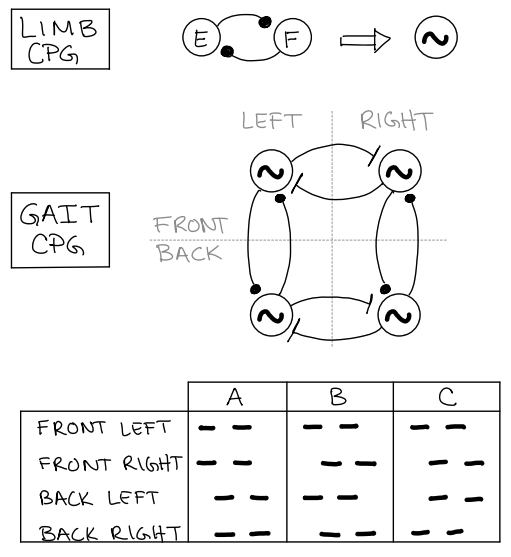 LIMB
CPG
E
F
~
LEFT
RIGHT
~
~
GAIT
CPG
FRONT
BACK
~
~
A
B
C
FRONT LEFT
FRONT RIGHT
BACK LEFT
BACK RIGHT